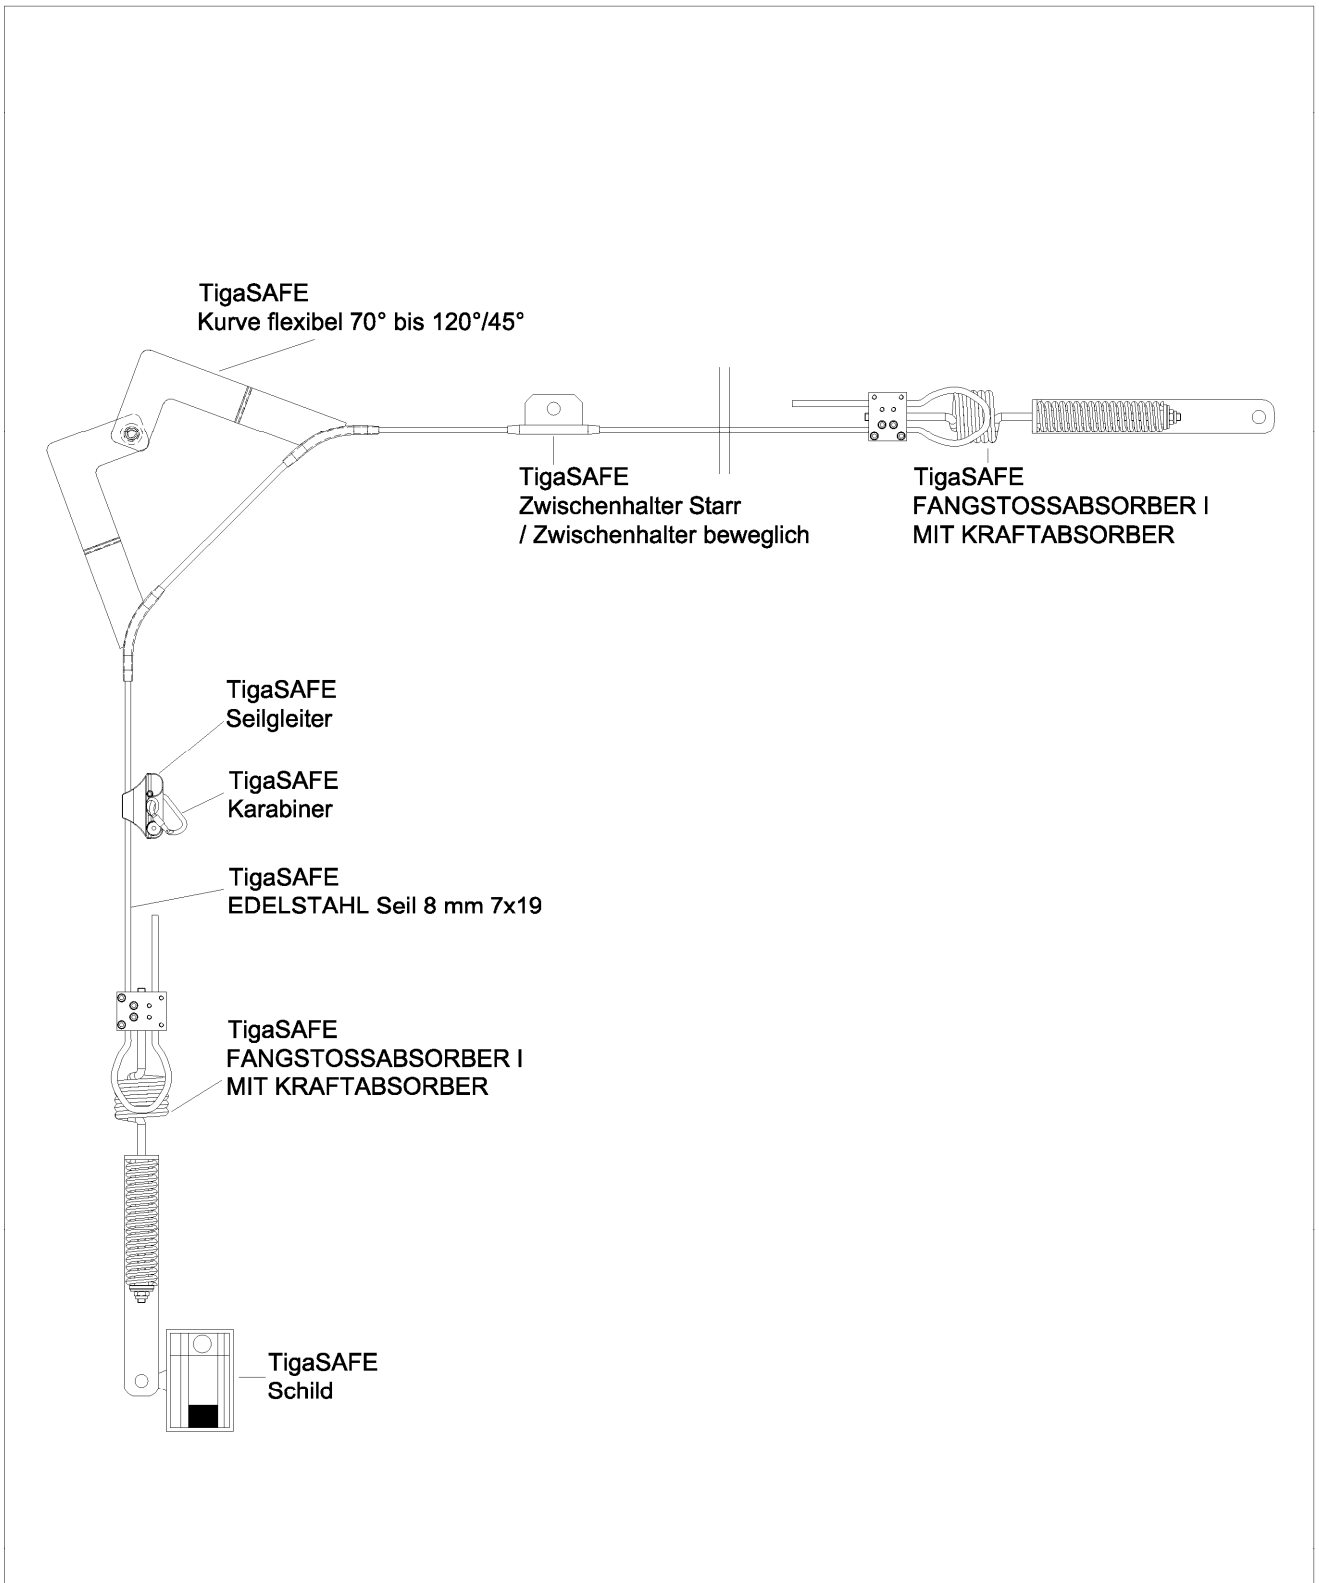 TigaSAFE
Kurve flexibel 70° bis 120°/45°
TigaSAFE
Zwischenhalter Starr
/ Zwischenhalter beweglich
TigaSAFE
FANGSTOSSABSORBER I
MIT KRAFTABSORBER
TigaSAFE
Seilgleiter
TigaSAFE
Karabiner
TigaSAFE
EDELSTAHL Seil 8 mm 7x19
TigaSAFE
FANGSTOSSABSORBER I
MIT KRAFTABSORBER
TigaSAFE
Schild